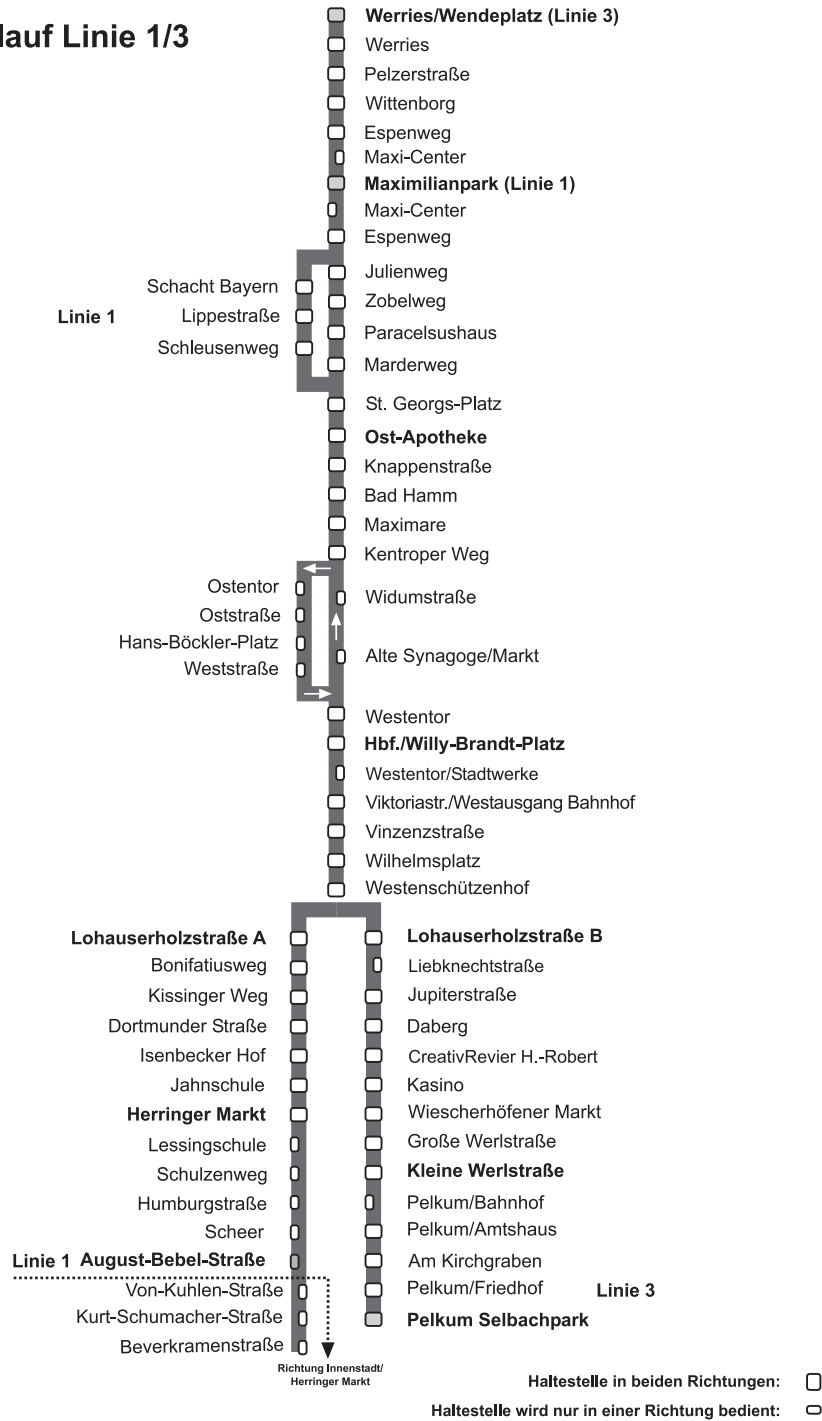 lauf Linie 1/3
Werries/Wendeplatz (Linie 3)
Werries
Pelzerstraße
Wittenborg
Espenweg
Maxi-Center
Maximilianpark (Linie 1)
Maxi-Center
Espenweg
Linie 1
Schacht Bayern
Lippestraße
Schleusenweg
Julienweg
Zobelweg
Paracelsushaus
Marderweg
St. Georgs-Platz
Ost-Apotheke
Knappenstraße
Bad Hamm
Maximare
Kentroper Weg
Ostentor
Oststraße
Hans-Böckler-Platz
Weststraße
Widumstraße
Alte Synagoge/Markt
Westentor
Hbf./Willy-Brandt-Platz
Westentor/Stadtwerke
Viktoriastr./Westausgang Bahnhof
Vinzenzstraße
Wilhelmsplatz
Westenschützenhof
Lohauserholzstraße A
Bonifatiusweg
Kissinger Weg
Dortmunder Straße
Isenbecker Hof
Jahnschule
Herringer Markt
Lessingschule
Schulzenweg
Humburgstraße
Scheer
Linie 1 August-Bebel-Straße
Von-Kuhlen-Straße
Kurt-Schumacher-Straße
Beverkramenstraße
Richtung Innenstadt/
Herringer Markt
Lohauserholzstraße B
Liebknechtstraße
Jupiterstraße
Daberg
CreativRevier H.-Robert
Kasino
Wiescherhöfener Markt
Große Werlstraße
Kleine Werlstraße
Pelkum/Bahnhof
Pelkum/Amtshaus
Am Kirchgraben
Pelkum/Friedhof
Linie 3
Pelkum Selbachpark
Haltestelle in beiden Richtungen:
Haltestelle wird nur in einer Richtung bedient: